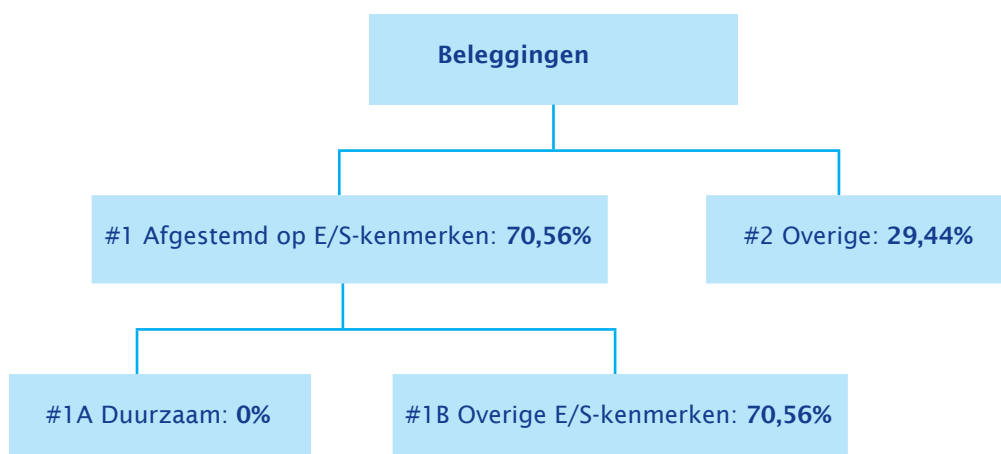 Beleggingen
#1 Afgestemd op E/S-kenmerken: 70,56%
#2 Overige: 29,44%
#1A Duurzaam: 0%
#1B Overige E/S-kenmerken: 70,56%